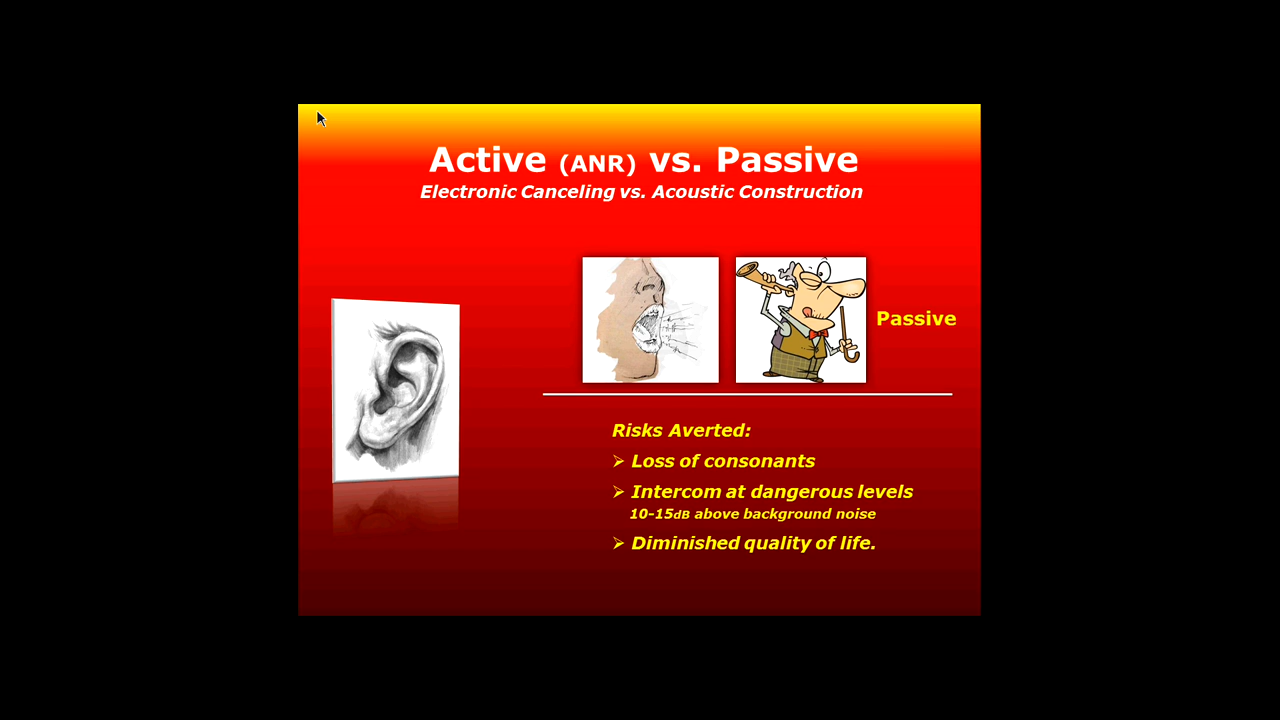 Active (ANR) vs. Passive
Electronic Canceling vs. Acoustic Construction
Passive
Risks Averted:
➢ Loss of consonants
➢ Intercom at dangerous levels
10-15dB above background noise
➢ Diminished quality of life.